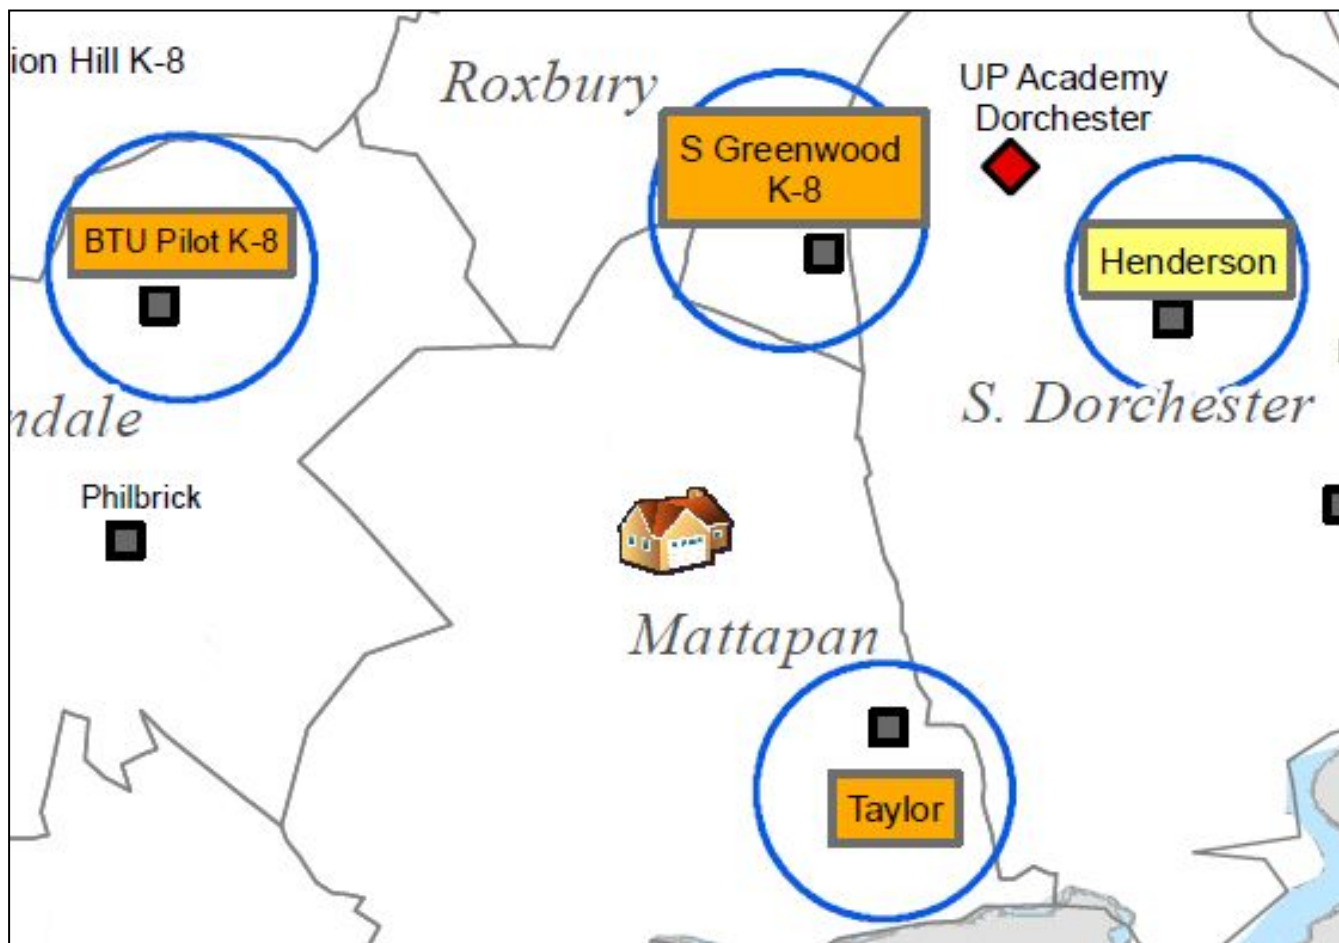 ion Hill K-8
Roxbury
UP Academy
Dorchester
S Greenwood
K-8
BTU Pilot K-8
Henderson
ndale
S. Dorchester
Philbrick
Mattapan
Taylor